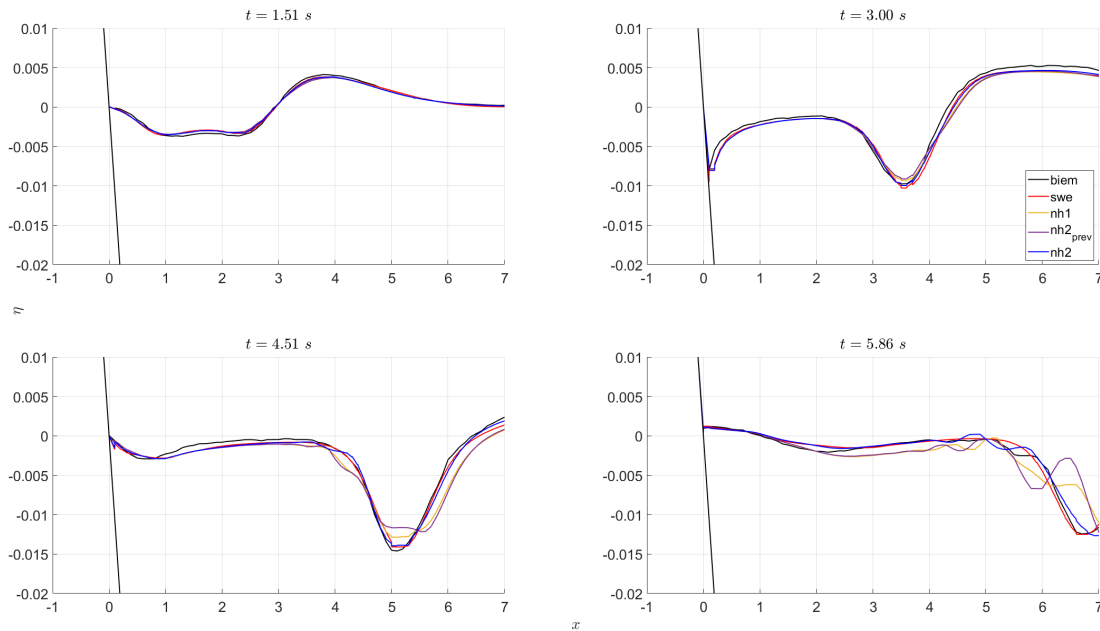 t = 1.51 s
0.01
0.005
0
-0.005
-0.01
-0.015
-0.02
-1 0 1 2 3 4 5 6 7
t = 3.00 s
0.01
0.005
0
-0.005
-0.01
-0.015
-0.02
-1 0 1 2 3 4 5 6 7
biem
swe
nh1
nh2prev
nh2
η
t = 4.51 s
0.01
0.005
0
-0.005
-0.01
-0.015
-0.02
-1 0 1 2 3 4 5 6 7
t = 5.86 s
0.01
0.005
0
-0.005
-0.01
-0.015
-0.02
-1 0 1 2 3 4 5 6 7
x